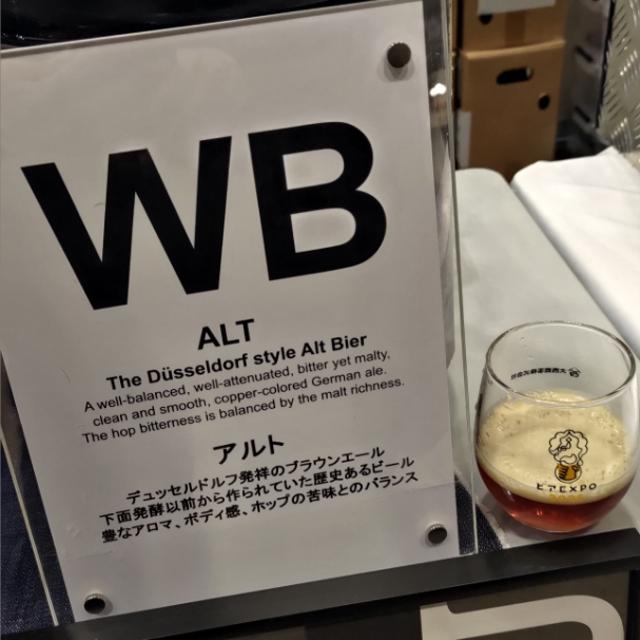 WB
ALT
The Düsseldorf style Alt Bier
A well-balanced, well-attenuated, bitter yet malty,
clean and smooth, copper-colored German ale.
The hop bitterness is balanced by the malt richness.
アルト
デュッセルドルフ発祥のブラウンエール
下面発酵以前から作られていた歴史あるビール
豊なアロマ、ボディ感、ホップの苦味とのバランス
ビアEXPO